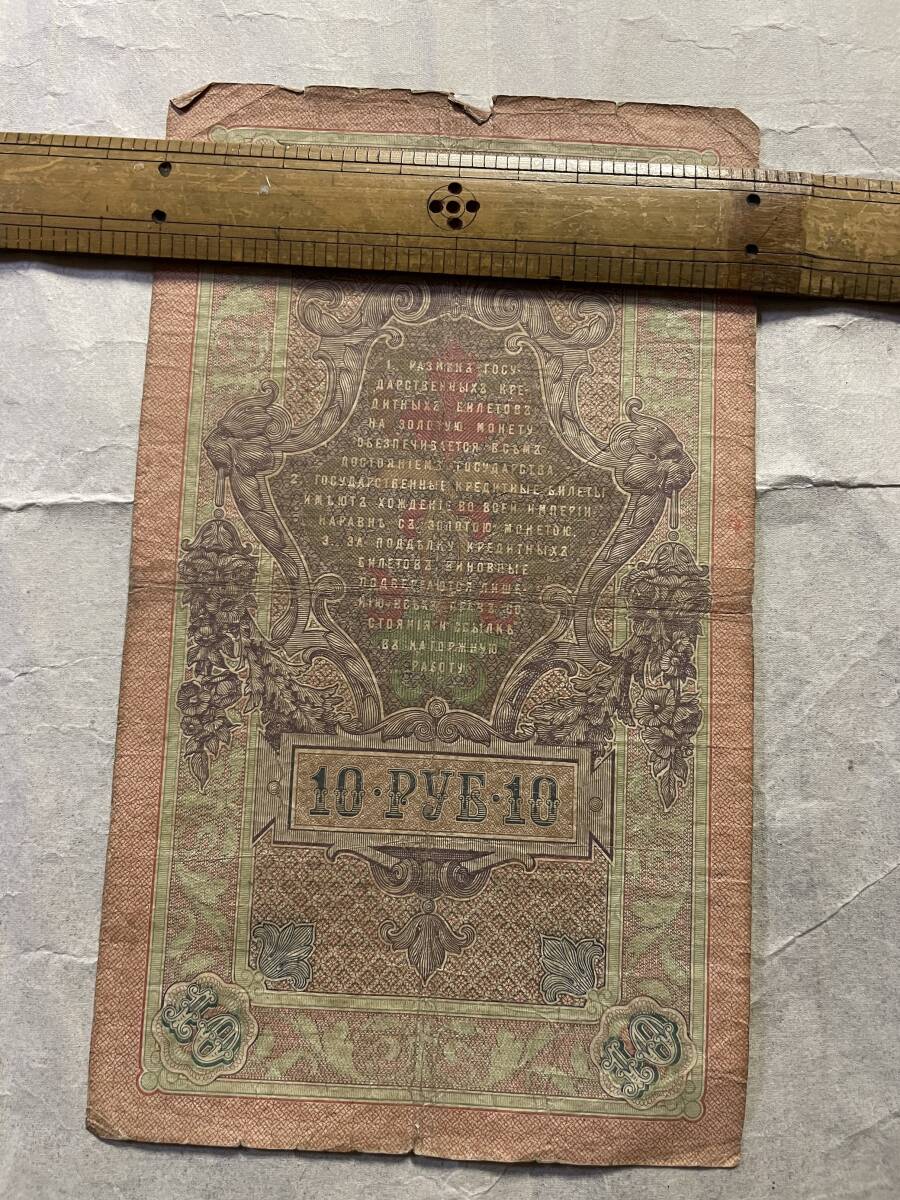 1. РАЗМѢНЪ ГОСУ-
ДАРСТВЕННЫХЪ КРЕ-
ДИТНЫХЪ БИЛЕТОВЪ
НА ЗОЛОТУЮ МОНЕТУ
ОБЕЗПЕЧИВАЕТСЯ ВСѢМЪ
ДОСТОЯНІЕМЪ ГОСУДАРСТВА.
2. ГОСУДАРСТВЕННЫЕ КРЕДИТНЫЕ БИЛЕТЫ
ИМѢЮТЪ ХОЖДЕНІЕ ВО ВСЕЙ ИМПЕРІИ
НАРАВНѢ СЪ ЗОЛОТОЮ МОНЕТОЮ.
3. ЗА ПОДДѢЛКУ КРЕДИТНЫХЪ
БИЛЕТОВЪ ВИНОВНЫЕ
ПОДВЕРГАЮТСЯ ЛИШЕ-
НІЮ ВСѢХЪ ПРАВЪ СО-
СТОЯНІЯ И ССЫЛКѢ
ВЪ КАТОРЖНУЮ
РАБОТУ.
10·РУБ·10
10 10